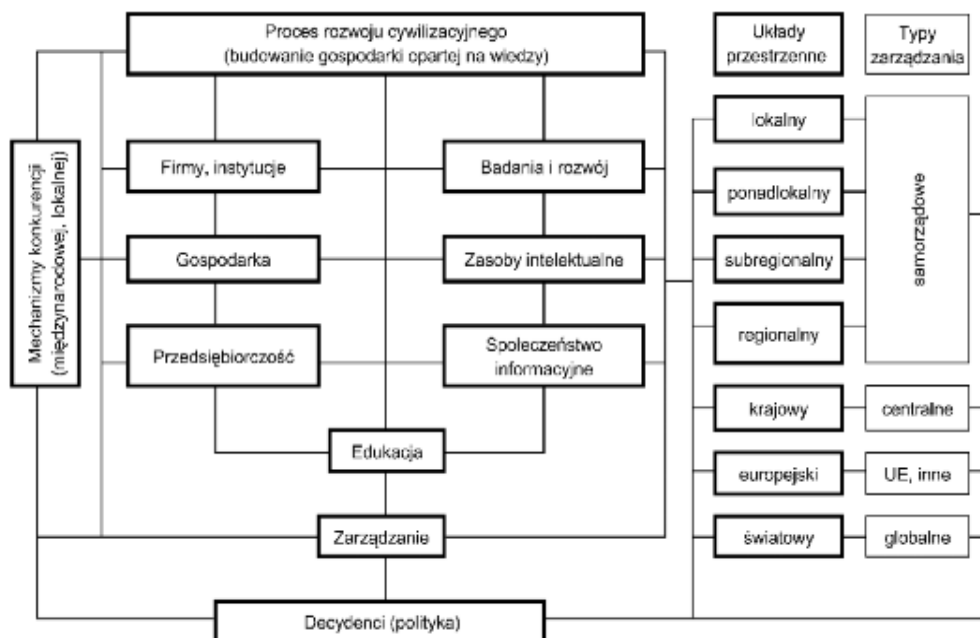 Proces rozwoju cywilizacyjnego
(budowanie gospodarki opartej na wiedzy)
Układy
przestrzenne
Typy
zarządzania
Mechanizmy konkurencji
(międzynarodowej, lokalnej)
Firmy, instytucje
Badania i rozwój
Gospodarka
Zasoby intelektualne
Przedsiębiorczość
Społeczeństwo
informacyjne
Edukacja
Zarządzanie
Decydenci (polityka)
lokalny
ponadlokalny
subregionalny
regionalny
samorządowe
krajowy
centralne
europejski
UE, inne
światowy
globalne